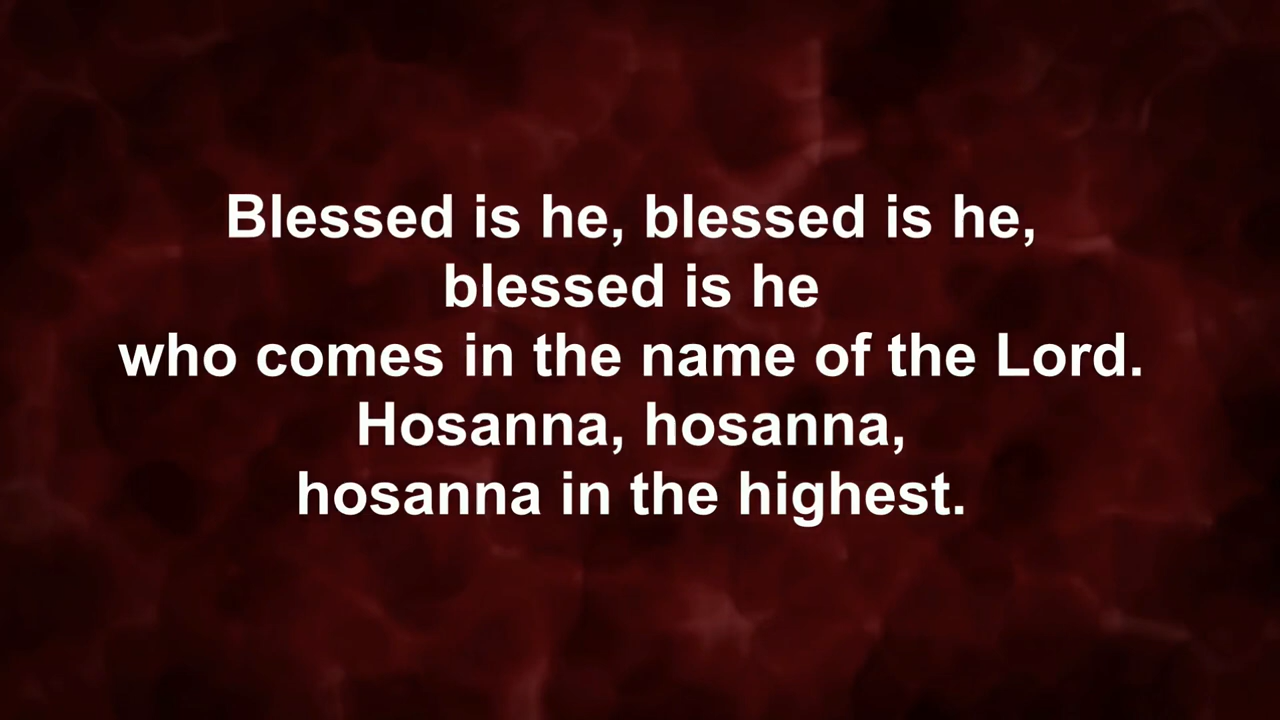 Blessed is he, blessed is he,
blessed is he
who comes in the name of the Lord.
Hosanna, hosanna,
hosanna in the highest.